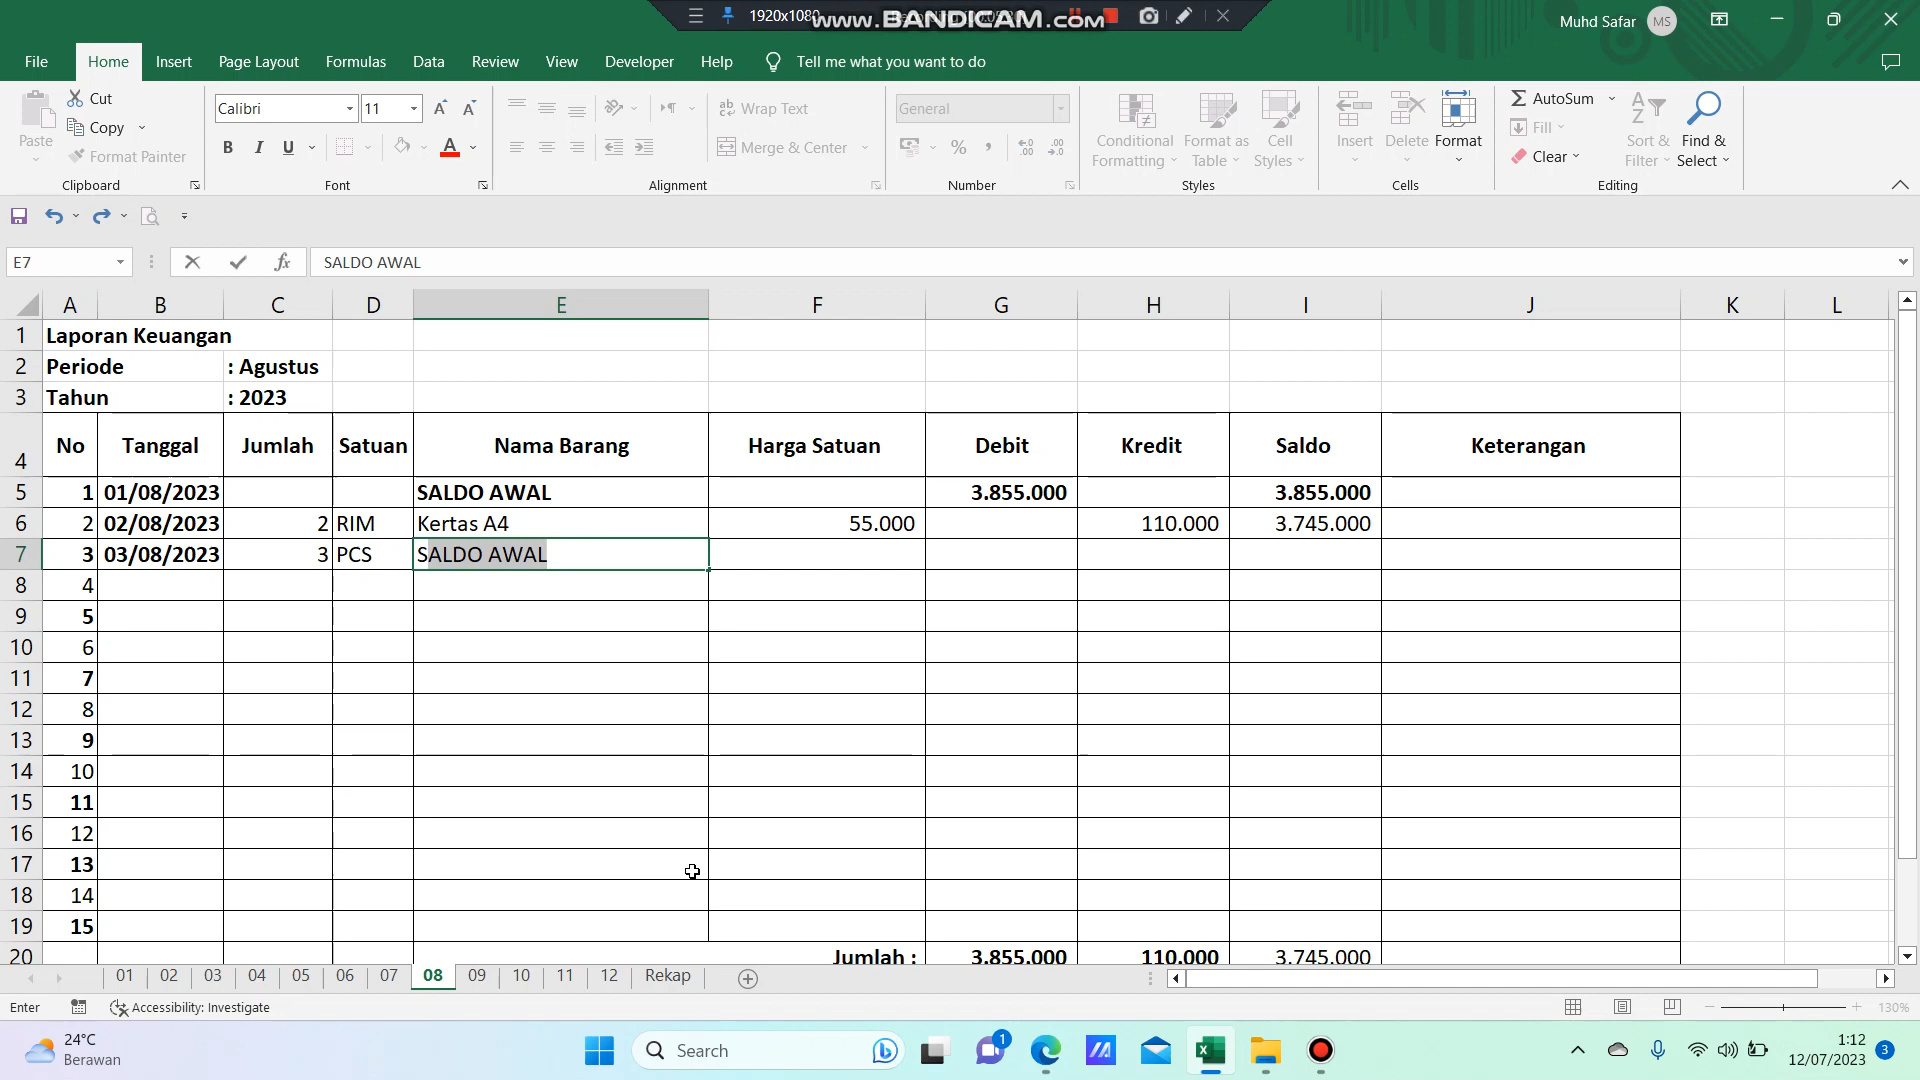 1920x1080
www.BANDICAM.com
Muhd Safar MS
File Home Insert Page Layout Formulas Data Review View Developer Help Tell me what you want to do
Paste
Cut
Copy
Format Painter
Clipboard
Calibri 11
B I U
Font
Wrap Text
Merge & Center
Alignment
General
%
Number
Conditional Formatting
Format as Table
Cell Styles
Styles
Insert Delete Format
Cells
AutoSum
Fill
Clear
Sort & Filter
Find & Select
Editing
E7 fx SALDO AWAL
A B C D E F G H I J K L
1 Laporan Keuangan
2 Periode : Agustus
3 Tahun : 2023
4 No Tanggal Jumlah Satuan Nama Barang Harga Satuan Debit Kredit Saldo Keterangan
5 1 01/08/2023 SALDO AWAL 3.855.000 3.855.000
6 2 02/08/2023 2 RIM Kertas A4 55.000 110.000 3.745.000
7 3 03/08/2023 3 PCS SALDO AWAL
8 4
9 5
10 6
11 7
12 8
13 9
14 10
15 11
16 12
17 13
18 14
19 15
20 Jumlah : 3.855.000 110.000 3.745.000
01 02 03 04 05 06 07 08 09 10 11 12 Rekap
Enter Accessibility: Investigate 130%
24°C
Berawan
Search
1
1:12
12/07/2023
3